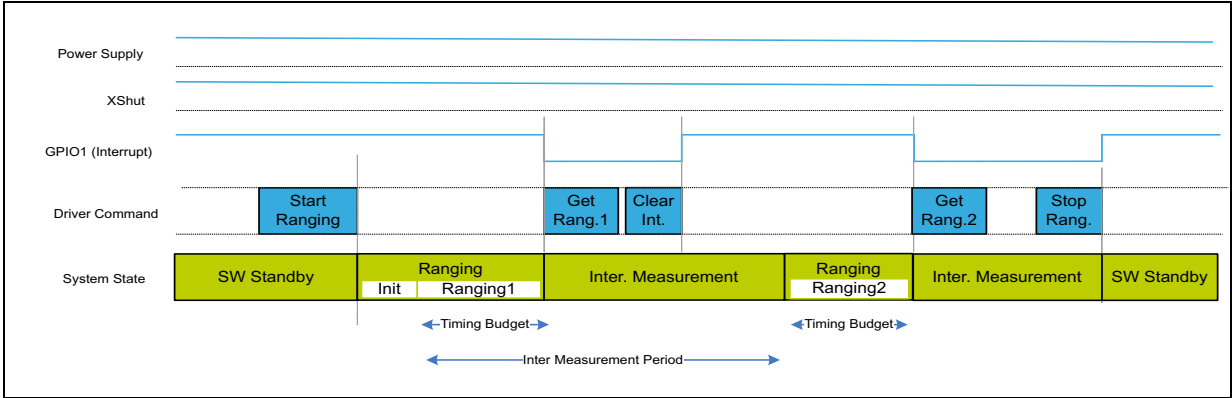 Power Supply
XShut
GPIO1 (Interrupt)
Driver Command
Start
Ranging
Get
Rang.1
Clear
Int.
Get
Rang.2
Stop
Rang.
System State
SW Standby
Ranging
Init
Ranging1
Inter. Measurement
Ranging
Ranging2
Inter. Measurement
SW Standby
Timing Budget
Timing Budget
Inter Measurement Period